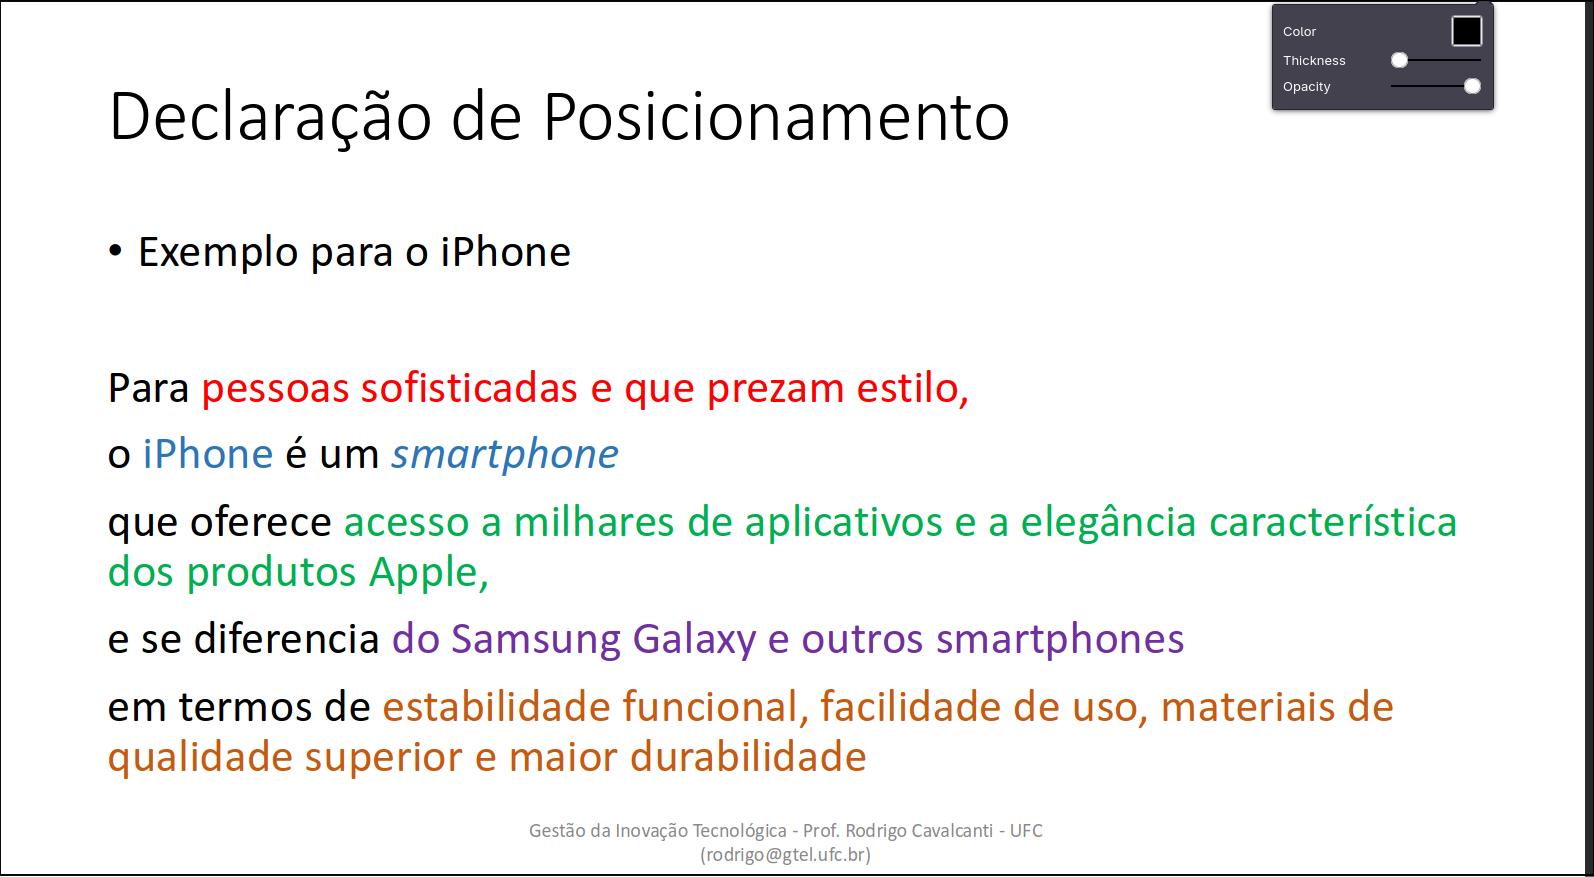 Color
Thickness
Opacity
Declaração de Posicionamento
• Exemplo para o iPhone
Para pessoas sofisticadas e que prezam estilo,
o iPhone é um smartphone
que oferece acesso a milhares de aplicativos e a elegância característica
dos produtos Apple,
e se diferencia do Samsung Galaxy e outros smartphones
em termos de estabilidade funcional, facilidade de uso, materiais de
qualidade superior e maior durabilidade
Gestão da Inovação Tecnológica - Prof. Rodrigo Cavalcanti - UFC
(rodrigo@gtel.ufc.br)